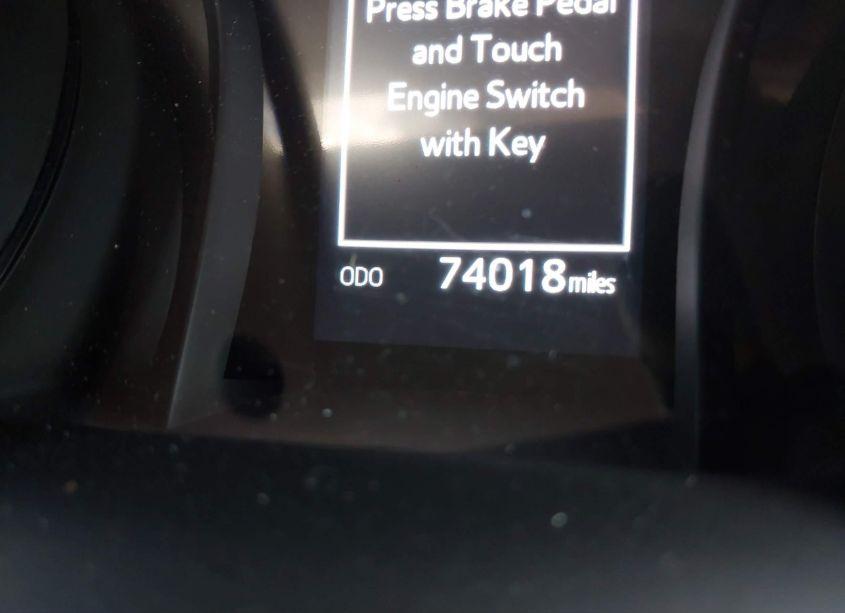 Press Brake Pedal
and Touch
Engine Switch
with Key
ODO 74018 miles